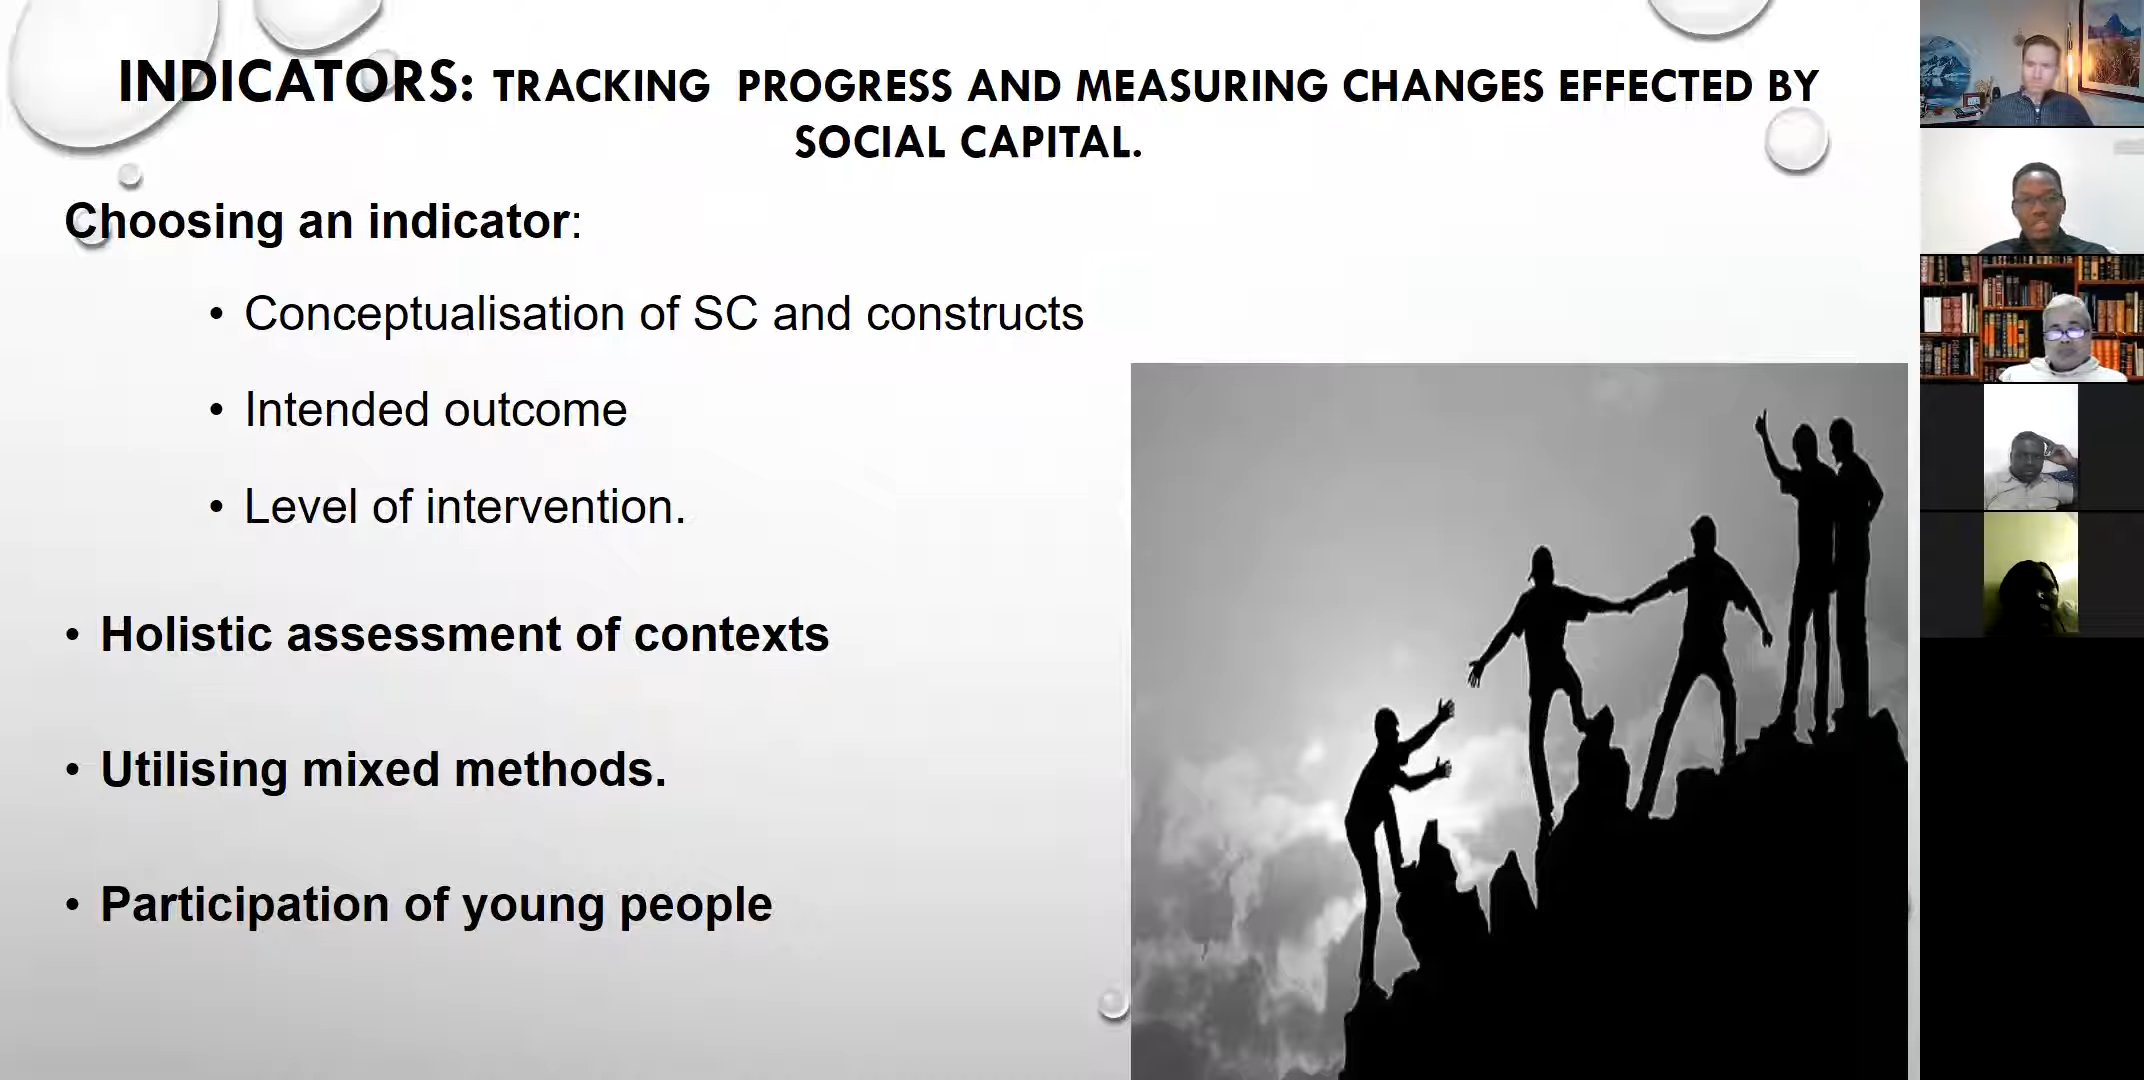 INDICATORS: TRACKING PROGRESS AND MEASURING CHANGES EFFECTED BY
SOCIAL CAPITAL.
Choosing an indicator:
• Conceptualisation of SC and constructs
• Intended outcome
• Level of intervention.
• Holistic assessment of contexts
• Utilising mixed methods.
• Participation of young people